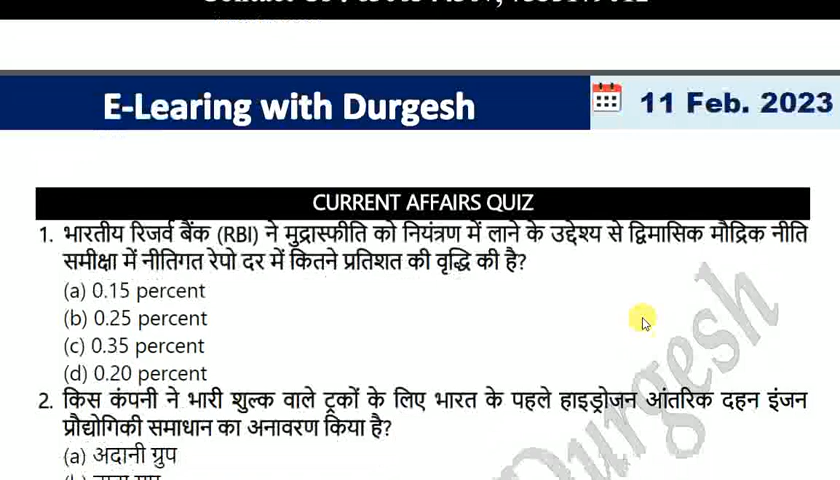 E-Learing with Durgesh
11 Feb. 2023
CURRENT AFFAIRS QUIZ
1. भारतीय रिजर्व बैंक (RBI) ने मुद्रास्फीति को नियंत्रण में लाने के उद्देश्य से द्विमासिक मौद्रिक नीति
समीक्षा में नीतिगत रेपो दर में कितने प्रतिशत की वृद्धि की है?
(a) 0.15 percent
(b) 0.25 percent
(c) 0.35 percent
(d) 0.20 percent
2. किस कंपनी ने भारी शुल्क वाले ट्रकों के लिए भारत के पहले हाइड्रोजन आंतरिक दहन इंजन
प्रौद्योगिकी समाधान का अनावरण किया है?
(a) अदानी ग्रुप
Durgesh